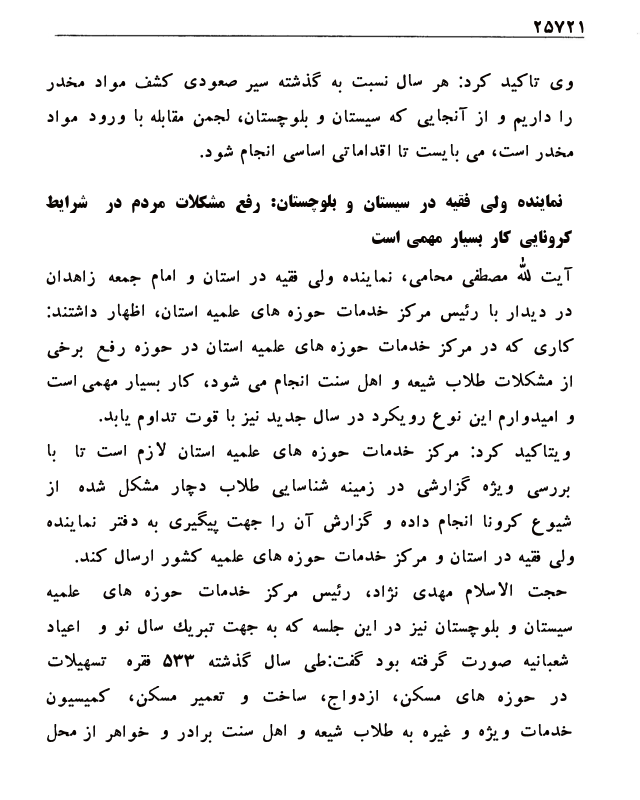 ۲۵۷۲۱
وی تاکید کرد: هر سال نسبت به گذشته سیر صعودی کشف مواد مخدر
را داریم و از آنجایی که سیستان و بلوچستان، لجمن مقابله با ورود مواد
مخدر است، می بایست تا اقداماتی اساسی انجام شود.
نماینده ولی فقیه در سیستان و بلوچستان: رفع مشکلات مردم در شرایط
کرونایی کار بسیار مهمی است
آیت لله مصطفی محامی، نماینده ولی فقیه در استان و امام جمعه زاهدان
در دیدار با رئیس مرکز خدمات حوزه های علمیه استان، اظهار داشتند:
کاری که در مرکز خدمات حوزه های علمیه استان در حوزه رفع برخی
از مشکلات طلاب شیعه و اهل سنت انجام می شود، کار بسیار مهمی است
و امیدوارم این نوع رویکرد در سال جدید نیز با قوت تداوم یابد.
ویتاکید کرد: مرکز خدمات حوزه های علمیه استان لازم است تا با
بررسی ویژه گزارشی در زمینه شناسایی طلاب دچار مشکل شده از
شیوع کرونا انجام داده و گزارش آن را جهت پیگیری به دفتر نماینده
ولی فقیه در استان و مرکز خدمات حوزه های علمیه کشور ارسال کند.
حجت الاسلام مهدی نژاد، رئیس مرکز خدمات حوزه های علمیه
سیستان و بلوچستان نیز در این جلسه که به جهت تبریك سال نو و اعیاد
شعبانیه صورت گرفته بود گفت:طی سال گذشته ۵۳۳ فقره تسهیلات
در حوزه های مسکن، ازدواج، ساخت و تعمیر مسکن، کمیسیون
خدمات ویژه و غیره به طلاب شیعه و اهل سنت برادر و خواهر از محل